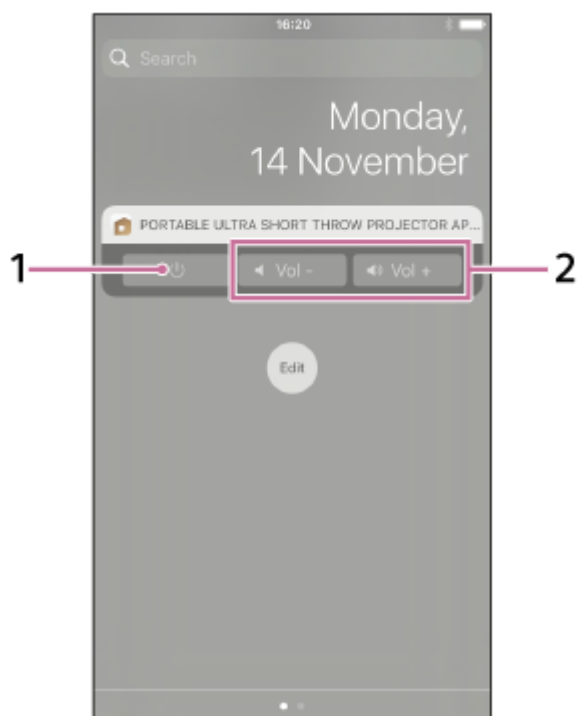 16:20
Search
Monday,
14 November
PORTABLE ULTRA SHORT THROW PROJECTOR AP...
1
Vol -
Vol +
2
Edit